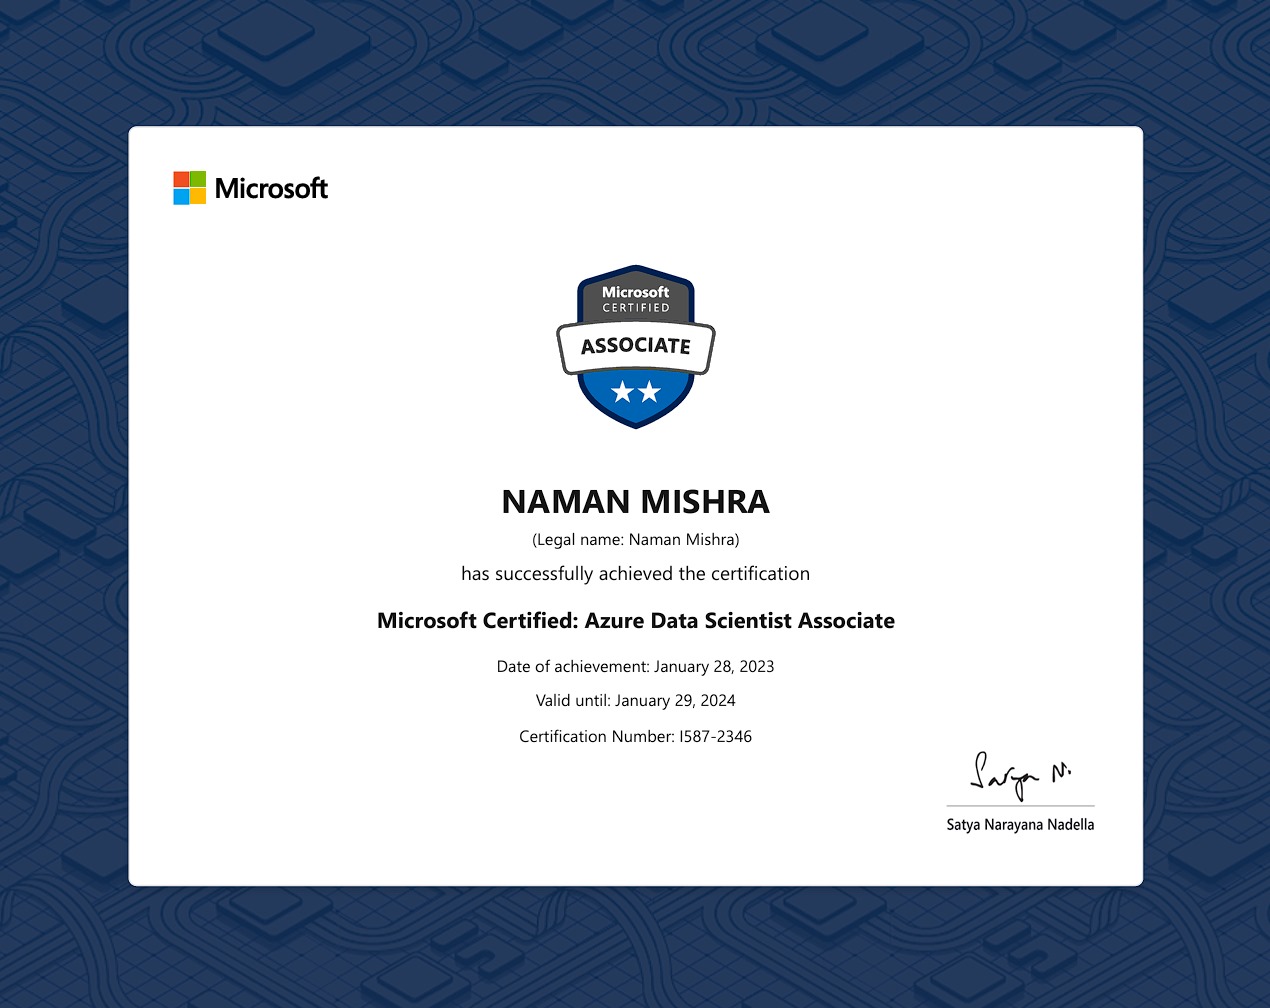 Microsoft
Microsoft
CERTIFIED
ASSOCIATE
NAMAN MISHRA
(Legal name: Naman Mishra)
has successfully achieved the certification
Microsoft Certified: Azure Data Scientist Associate
Date of achievement: January 28, 2023
Valid until: January 29, 2024
Certification Number: I587-2346
Satya N.
Satya Narayana Nadella